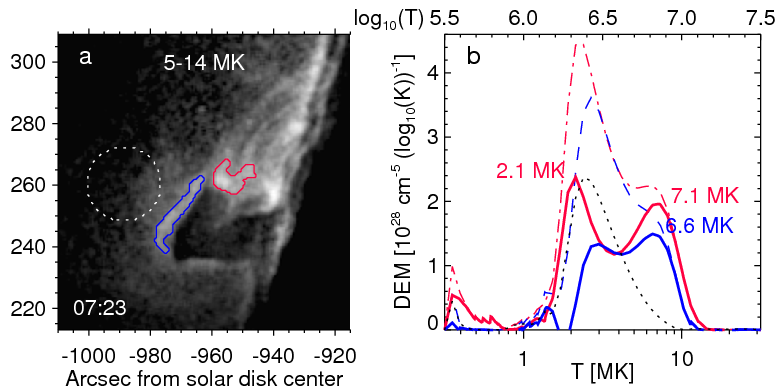 a
5-14 MK
07:23
300
280
260
240
220
-1000 -980 -960 -940 -920
Arcsec from solar disk center
log₁₀(T)
5.5 6.0 6.5 7.0 7.5
b
2.1 MK
7.1 MK
6.6 MK
DEM [10²⁸ cm⁻⁵ (log₁₀(K))⁻¹]
4
3
2
1
0
1 10
T [MK]